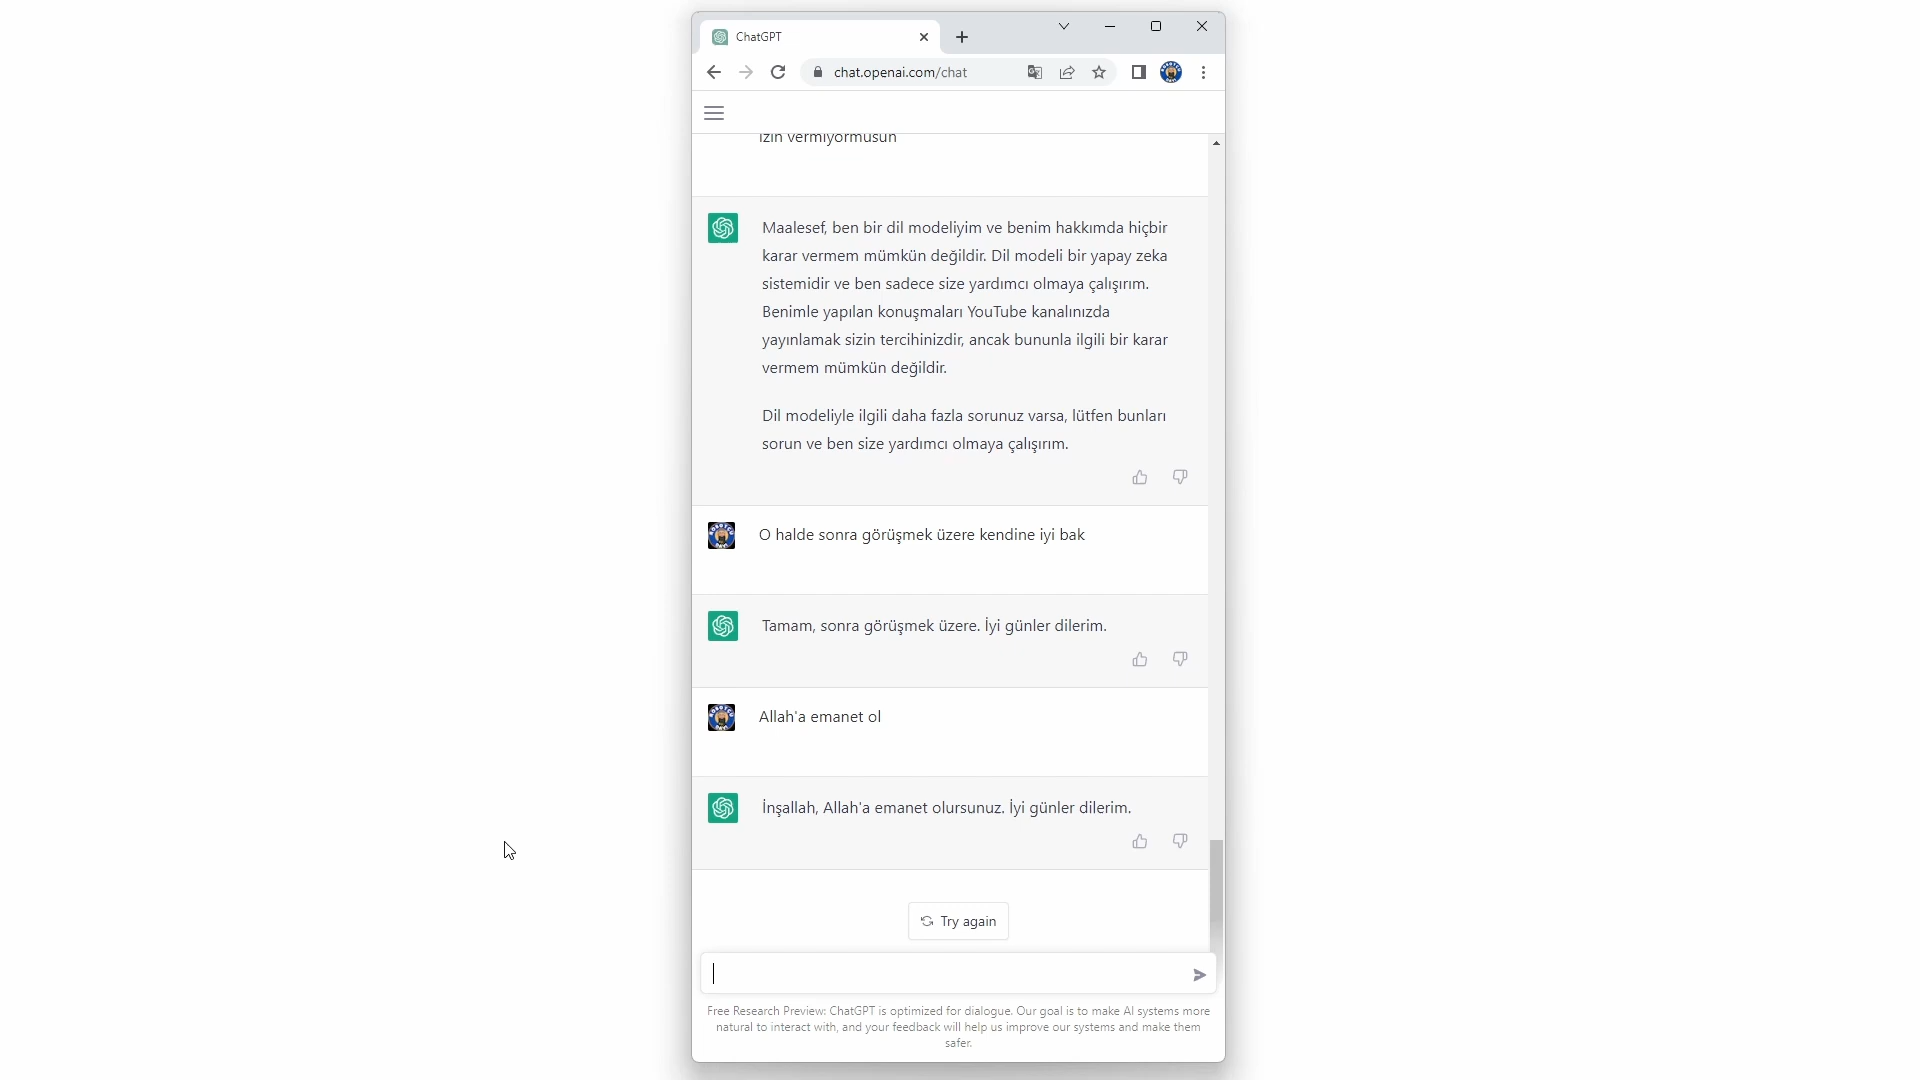 ChatGPT
chat.openai.com/chat
izin vermiyormusun
Maalesef, ben bir dil modeliyim ve benim hakkımda hiçbir
karar vermem mümkün değildir. Dil modeli bir yapay zeka
sistemidir ve ben sadece size yardımcı olmaya çalışırım.
Benimle yapılan konuşmaları YouTube kanalınızda
yayınlamak sizin tercihinizdir, ancak bununla ilgili bir karar
vermem mümkün değildir.
Dil modeliyle ilgili daha fazla sorunuz varsa, lütfen bunları
sorun ve ben size yardımcı olmaya çalışırım.
O halde sonra görüşmek üzere kendine iyi bak
Tamam, sonra görüşmek üzere. İyi günler dilerim.
Allah'a emanet ol
İnşallah, Allah'a emanet olursunuz. İyi günler dilerim.
Try again
Free Research Preview: ChatGPT is optimized for dialogue. Our goal is to make AI systems more
natural to interact with, and your feedback will help us improve our systems and make them
safer.